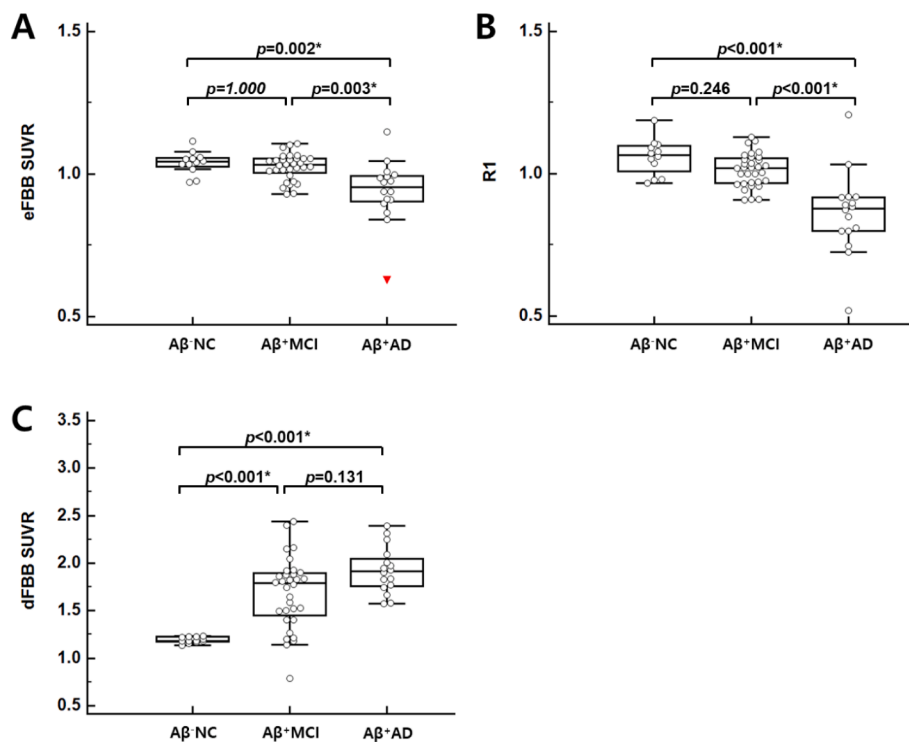 A
1.5
p=0.002*
p=1.000
p=0.003*
eFBB SUVR
1.0
0.5
Aβ⁻NC
Aβ⁺MCI
Aβ⁺AD
B
1.5
p<0.001*
p=0.246
p<0.001*
R1
1.0
0.5
Aβ⁻NC
Aβ⁺MCI
Aβ⁺AD
C
3.5
p<0.001*
3.0
p<0.001*
p=0.131
2.5
dFBB SUVR
2.0
1.5
1.0
0.5
Aβ⁻NC
Aβ⁺MCI
Aβ⁺AD